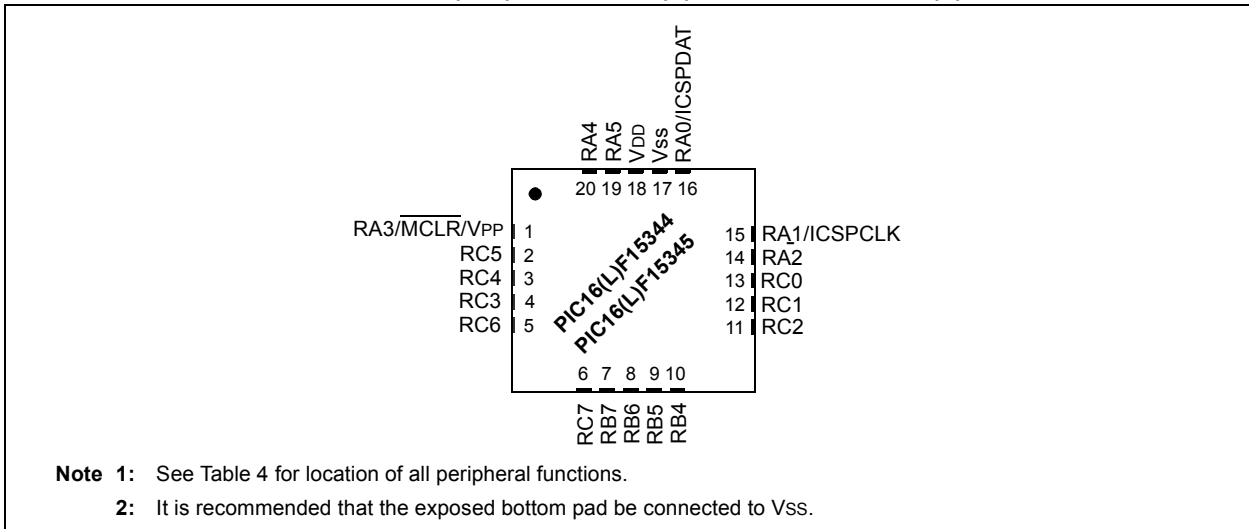 RA4
RA5
VDD
Vss
RA0/ICSPDAT
20 19 18 17 16
RA3/MCLR/VPP 1
RC5 2
RC4 3
RC3 4
RC6 5
PIC16(L)F15344
PIC16(L)F15345
15 RA1/ICSPCLK
14 RA2
13 RC0
12 RC1
11 RC2
6 7 8 9 10
RC7
RB7
RB6
RB5
RB4
Note 1: See Table 4 for location of all peripheral functions.
2: It is recommended that the exposed bottom pad be connected to VSS.